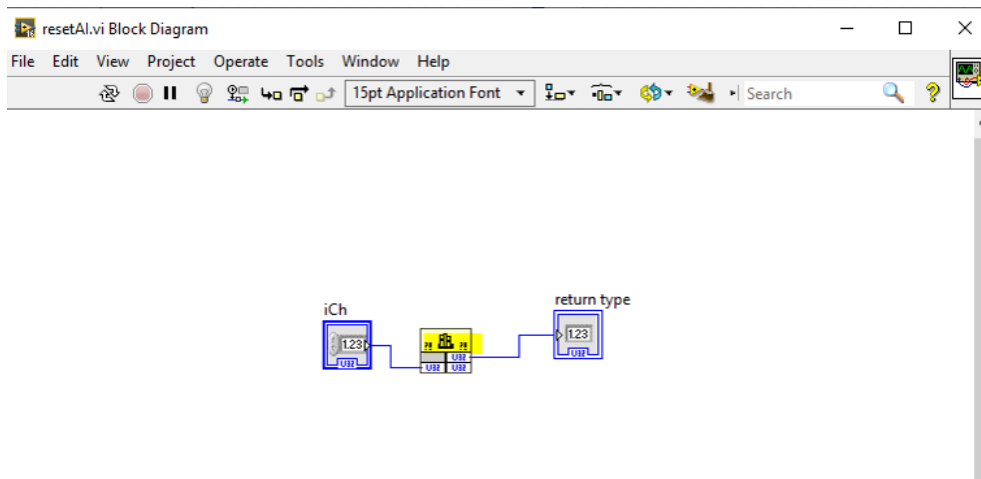 resetAI.vi Block Diagram
File Edit View Project Operate Tools Window Help
15pt Application Font Search
iCh
return type
1.23
U32
?! ?!
U32
U32 U32
1.23
U32